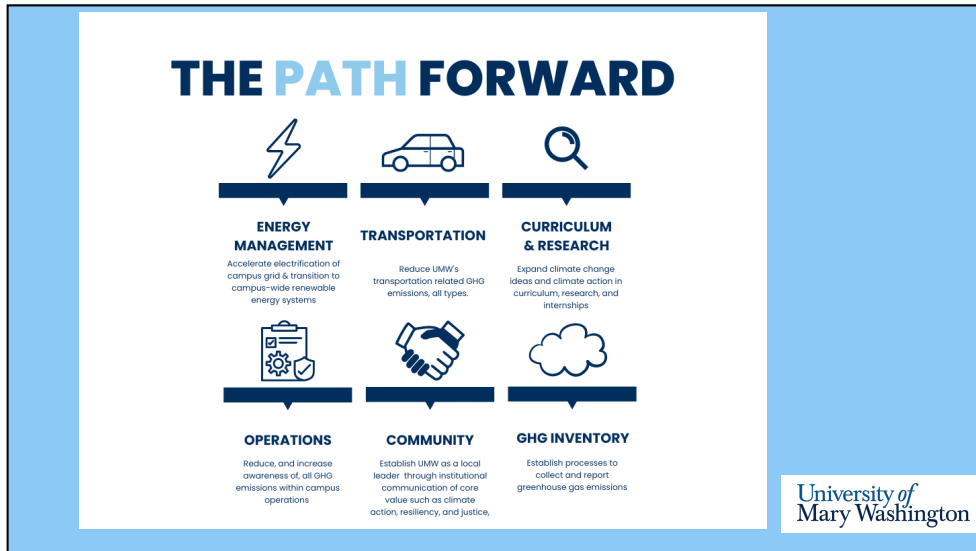 THE PATH FORWARD
ENERGY
MANAGEMENT
Accelerate electrification of
campus grid & transition to
campus-wide renewable
energy systems
TRANSPORTATION
Reduce UMW's
transportation related GHG
emissions, all types.
CURRICULUM
& RESEARCH
Expand climate change
ideas and climate action in
curriculum, research, and
internships
OPERATIONS
Reduce, and increase
awareness of, all GHG
emissions within campus
operations
COMMUNITY
Establish UMW as a local
leader through institutional
communication of core
value such as climate
action, resiliency, and justice,
GHG INVENTORY
Establish processes to
collect and report
greenhouse gas emissions
University of
Mary Washington